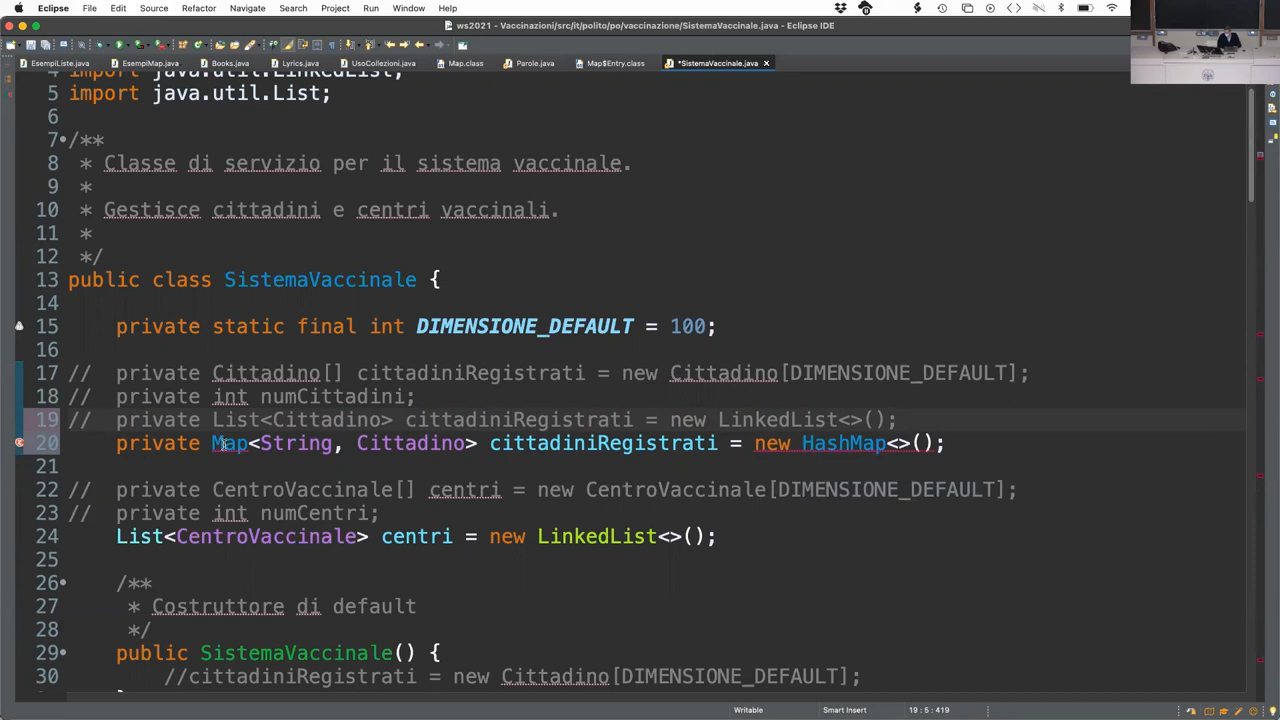 Eclipse File Edit Source Refactor Navigate Search Project Run Window Help
ws2021 - Vaccinazioni/src/it/polito/po/vaccinazione/SistemaVaccinale.java - Eclipse IDE
EsempiListe.java EsempiMap.java Books.java Lyrics.java UsoCollezioni.java Map.class Parole.java Map$Entry.class *SistemaVaccinale.java
4 import java.util.LinkedList;
5 import java.util.List;
6
7 /**
8 * Classe di servizio per il sistema vaccinale.
9 *
10 * Gestisce cittadini e centri vaccinali.
11 *
12 */
13 public class SistemaVaccinale {
14
15 private static final int DIMENSIONE_DEFAULT = 100;
16
17 // private Cittadino[] cittadiniRegistrati = new Cittadino[DIMENSIONE_DEFAULT];
18 // private int numCittadini;
19 // private List<Cittadino> cittadiniRegistrati = new LinkedList<>();
20 private Map<String, Cittadino> cittadiniRegistrati = new HashMap<>();
21
22 // private CentroVaccinale[] centri = new CentroVaccinale[DIMENSIONE_DEFAULT];
23 // private int numCentri;
24 List<CentroVaccinale> centri = new LinkedList<>();
25
26 /**
27 * Costruttore di default
28 */
29 public SistemaVaccinale() {
30 //cittadiniRegistrati = new Cittadino[DIMENSIONE_DEFAULT];
Writable Smart Insert 19 : 5 : 419